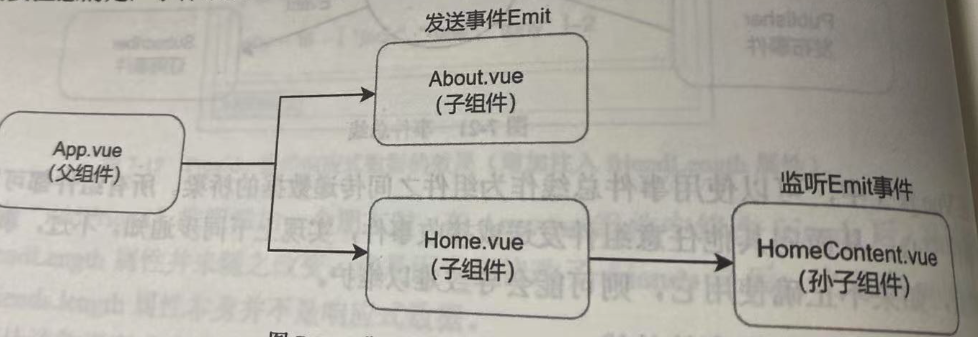 发送事件Emit
About.vue
(子组件)
App.vue
(父组件)
监听Emit事件
Home.vue
(子组件)
HomeContent.vue
(孙子组件)